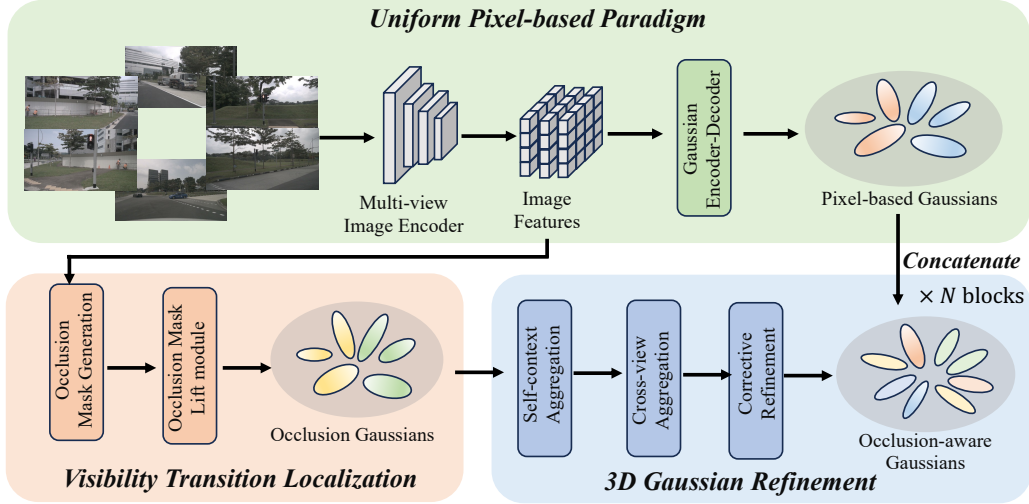 Uniform Pixel-based Paradigm
Multi-view
Image Encoder
Image
Features
Gaussian
Encoder-Decoder
Pixel-based Gaussians
Concatenate
× N blocks
Occlusion
Mask Generation
Occlusion Mask
Lift module
Occlusion Gaussians
Visibility Transition Localization
Self-context
Aggregation
Cross-view
Aggregation
Corrective
Refinement
Occlusion-aware
Gaussians
3D Gaussian Refinement